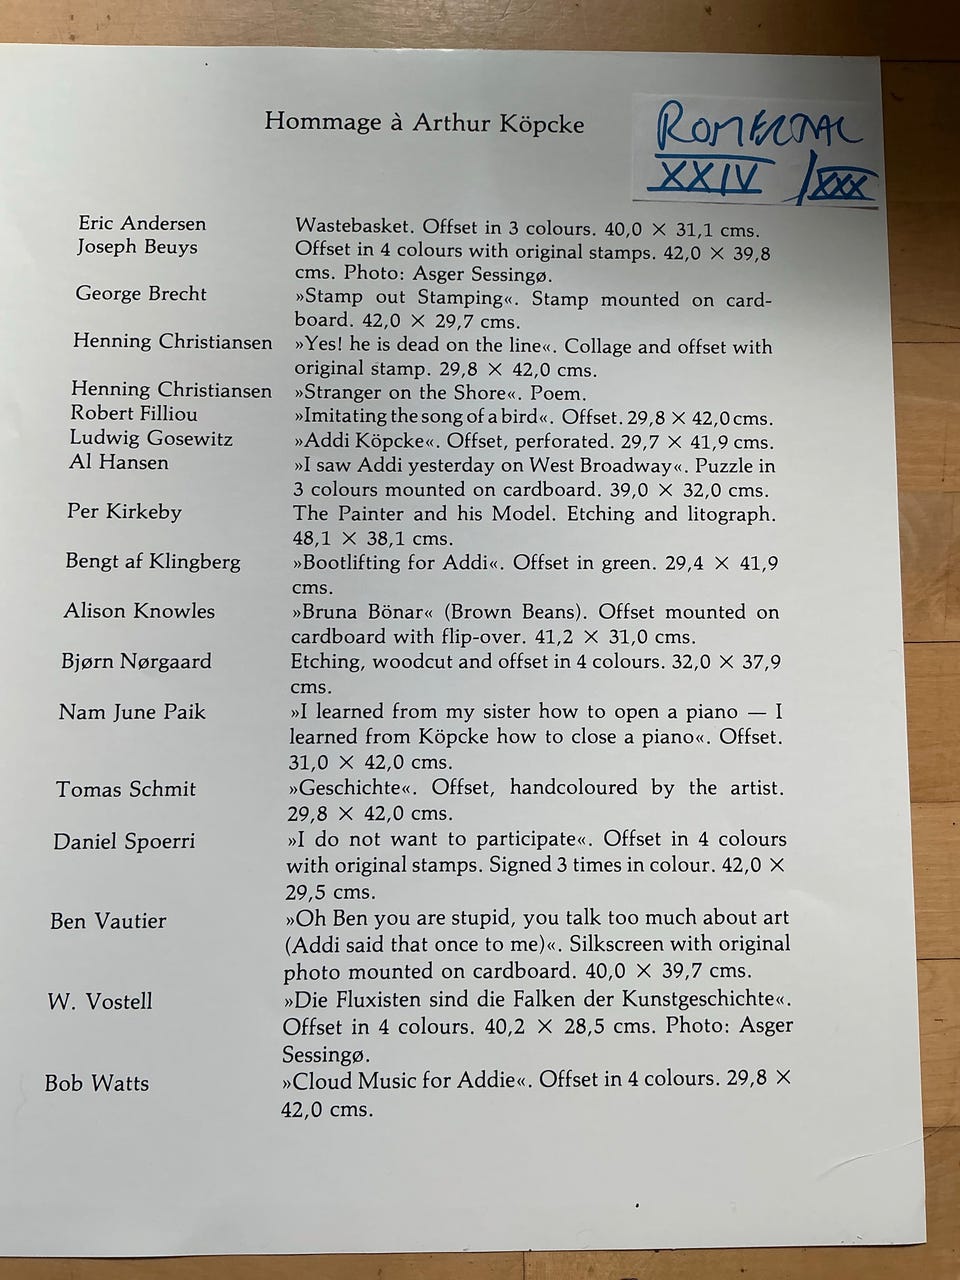 Hommage à Arthur Köpcke
ROMERTAL
XXIV / XXX
Eric Andersen Wastebasket. Offset in 3 colours. 40,0 × 31,1 cms.
Joseph Beuys Offset in 4 colours with original stamps. 42,0 × 39,8
cms. Photo: Asger Sessingø.
George Brecht »Stamp out Stamping«. Stamp mounted on card-
board. 42,0 × 29,7 cms.
Henning Christiansen »Yes! he is dead on the line«. Collage and offset with
original stamp. 29,8 × 42,0 cms.
Henning Christiansen »Stranger on the Shore«. Poem.
Robert Filliou »Imitating the song of a bird«. Offset. 29,8 × 42,0 cms.
Ludwig Gosewitz »Addi Köpcke«. Offset, perforated. 29,7 × 41,9 cms.
Al Hansen »I saw Addi yesterday on West Broadway«. Puzzle in
3 colours mounted on cardboard. 39,0 × 32,0 cms.
Per Kirkeby The Painter and his Model. Etching and litograph.
48,1 × 38,1 cms.
Bengt af Klingberg »Bootlifting for Addi«. Offset in green. 29,4 × 41,9
cms.
Alison Knowles »Bruna Bönar« (Brown Beans). Offset mounted on
cardboard with flip-over. 41,2 × 31,0 cms.
Bjørn Nørgaard Etching, woodcut and offset in 4 colours. 32,0 × 37,9
cms.
Nam June Paik »I learned from my sister how to open a piano — I
learned from Köpcke how to close a piano«. Offset.
31,0 × 42,0 cms.
Tomas Schmit »Geschichte«. Offset, handcoloured by the artist.
29,8 × 42,0 cms.
Daniel Spoerri »I do not want to participate«. Offset in 4 colours
with original stamps. Signed 3 times in colour. 42,0 ×
29,5 cms.
Ben Vautier »Oh Ben you are stupid, you talk too much about art
(Addi said that once to me)«. Silkscreen with original
photo mounted on cardboard. 40,0 × 39,7 cms.
W. Vostell »Die Fluxisten sind die Falken der Kunstgeschichte«.
Offset in 4 colours. 40,2 × 28,5 cms. Photo: Asger
Sessingø.
Bob Watts »Cloud Music for Addie«. Offset in 4 colours. 29,8 ×
42,0 cms.